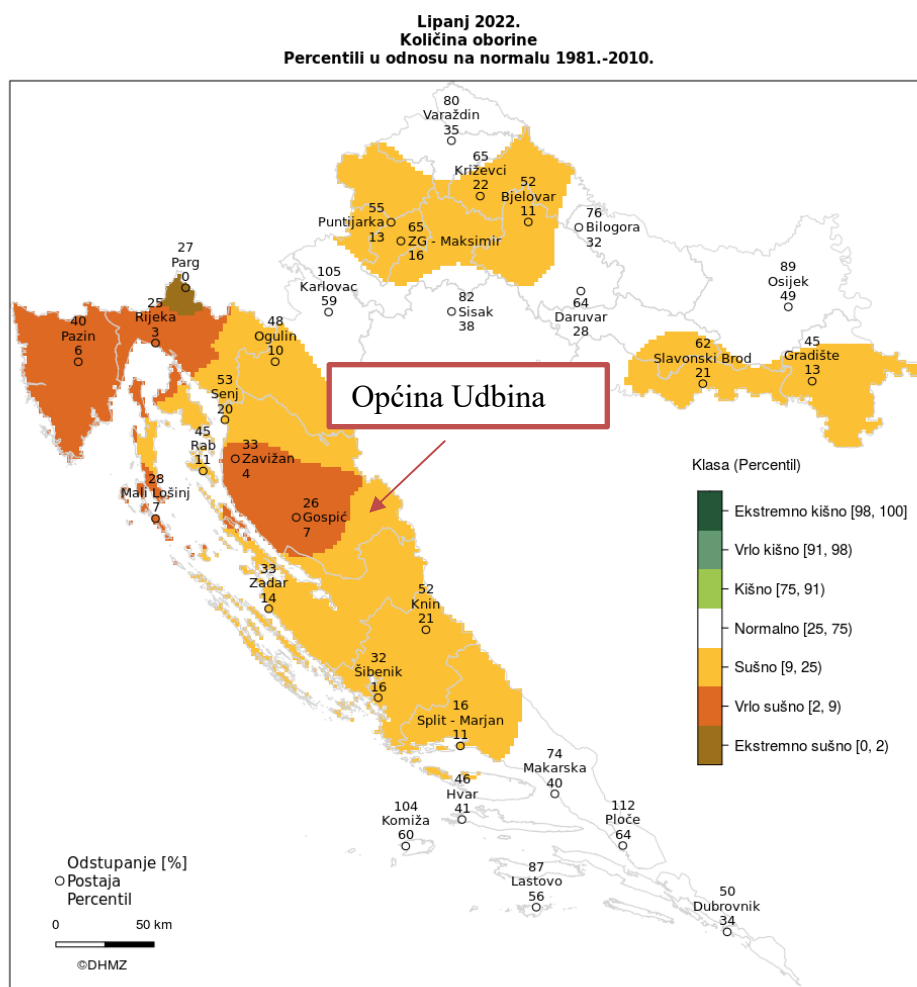 Lipanj 2022.
Količina oborine
Percentili u odnosu na normalu 1981.-2010.
80
Varaždin
35
65
Križevci
22
52
Bjelovar
11
55
Puntijarka
13
65
ZG - Maksimir
16
76
Bilogora
32
27
Parg
0
105
Karlovac
59
82
Sisak
38
64
Daruvar
28
89
Osijek
49
25
Rijeka
3
40
Pazin
6
48
Ogulin
10
62
Slavonski Brod
21
45
Gradište
13
53
Senj
20
Općina Udbina
45
Rab
11
33
Zavižan
4
28
Mali Lošinj
7
26
Gospić
7
33
Zadar
14
52
Knin
21
32
Šibenik
16
16
Split - Marjan
11
74
Makarska
40
46
Hvar
41
104
Komiža
60
112
Ploče
64
87
Lastovo
56
50
Dubrovnik
34
Klasa (Percentil)
Ekstremno kišno [98, 100]
Vrlo kišno [91, 98)
Kišno [75, 91)
Normalno [25, 75)
Sušno [9, 25)
Vrlo sušno [2, 9)
Ekstremno sušno [0, 2)
Odstupanje [%]
Postaja
Percentil
0 50 km
©DHMZ